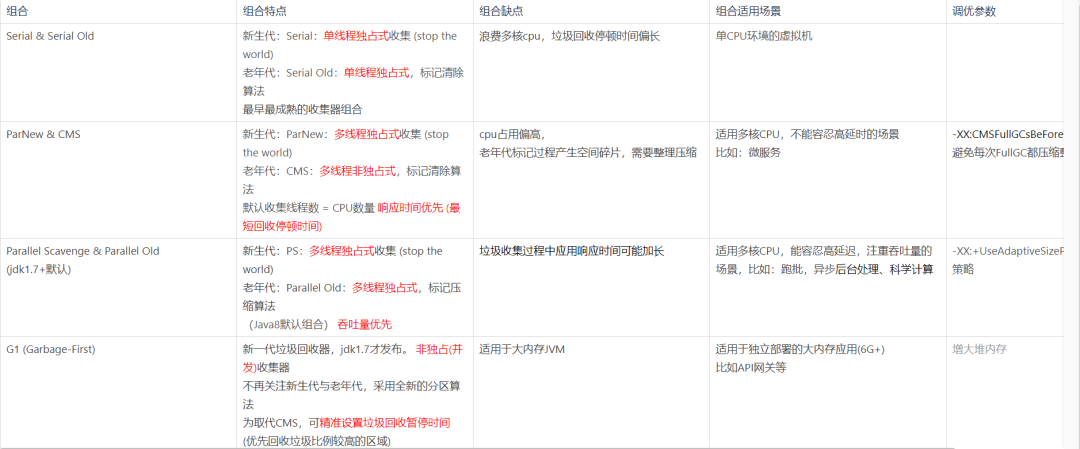 组合
组合特点
组合缺点
组合适用场景
调优参数
Serial & Serial Old
新生代：Serial：单线程独占式收集 (stop the
world)
老年代：Serial Old：单线程独占式，标记清除
算法
最早最成熟的收集器组合
浪费多核cpu，垃圾回收停顿时间偏长
单CPU环境的虚拟机
ParNew & CMS
新生代：ParNew：多线程独占式收集 (stop
the world)
老年代：CMS：多线程非独占式，标记清除算
法
默认收集线程数 = CPU数量 响应时间优先 (最
短回收停顿时间)
cpu占用偏高，
老年代标记过程产生空间碎片，需要整理压缩
适用多核CPU，不能容忍高延时的场景
比如：微服务
-XX:CMSFullGCsBeFore
避免每次FullGC都压缩整
Parallel Scavenge & Parallel Old
(jdk1.7+默认)
新生代：PS：多线程独占式收集 (stop the
world)
老年代：Parallel Old：多线程独占式，标记压
缩算法
（Java8默认组合） 吞吐量优先
垃圾收集过程中应用响应时间可能加长
适用多核CPU，能容忍高延迟，注重吞吐量的
场景，比如：跑批，异步后台处理、科学计算
-XX:+UseAdaptiveSizeP
策略
G1 (Garbage-First)
新一代垃圾回收器，jdk1.7才发布。 非独占(并
发)收集器
不再关注新生代与老年代，采用全新的分区算
法
为取代CMS，可精准设置垃圾回收暂停时间
(优先回收垃圾比例较高的区域)
适用于大内存JVM
适用于独立部署的大内存应用(6G+)
比如API网关等
增大堆内存